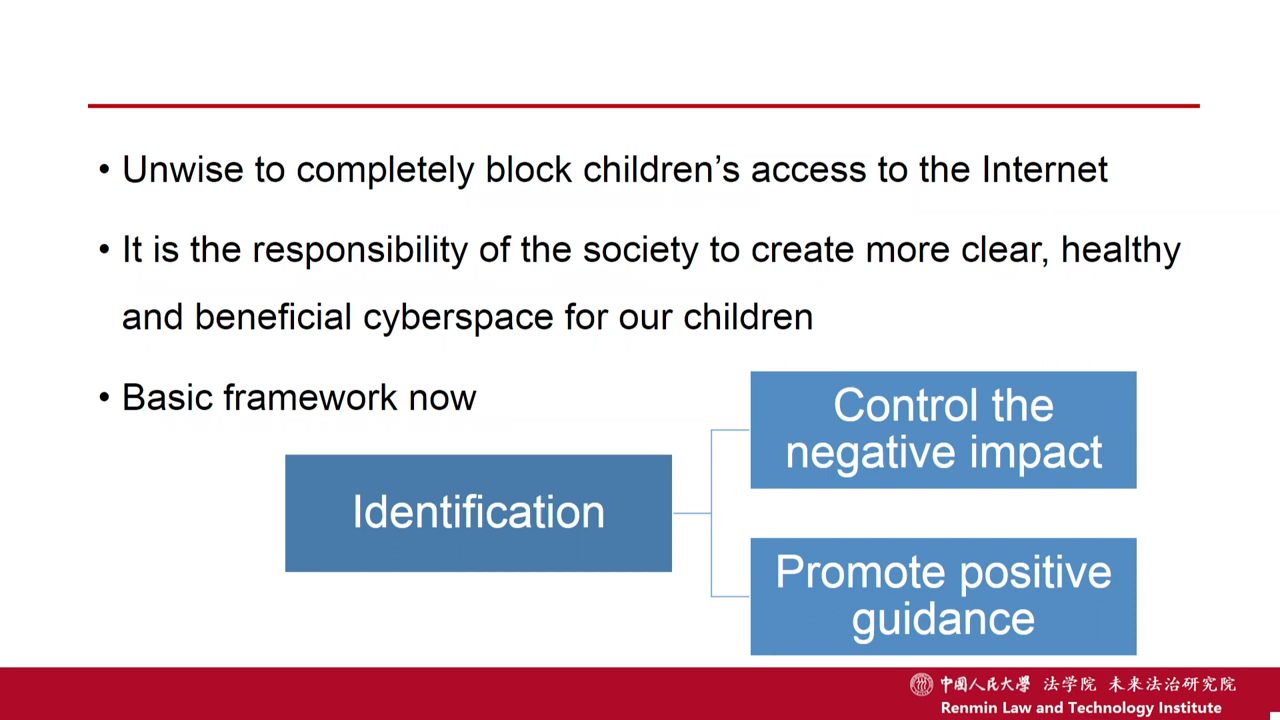 • Unwise to completely block children’s access to the Internet
• It is the responsibility of the society to create more clear, healthy
and beneficial cyberspace for our children
• Basic framework now
Control the
negative impact
Identification
Promote positive
guidance
中國人民大學 法学院 未来法治研究院
Renmin Law and Technology Institute